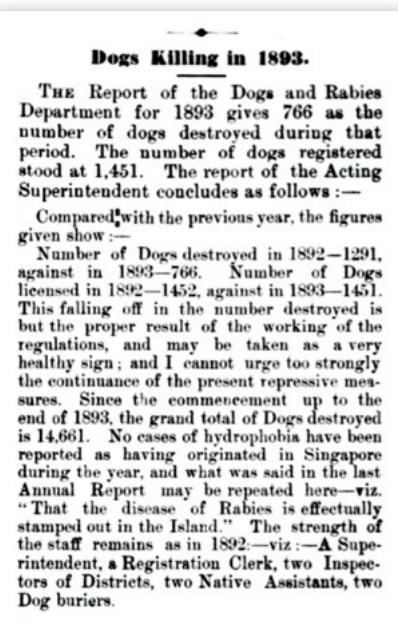 Dogs Killing in 1893.
THE Report of the Dogs and Rabies
Department for 1893 gives 766 as the
number of dogs destroyed during that
period. The number of dogs registered
stood at 1,451. The report of the Acting
Superintendent concludes as follows :—
Compared with the previous year, the figures
given show :—
Number of Dogs destroyed in 1892—1291,
against in 1893—766. Number of Dogs
licensed in 1892—1452, against in 1893—1451.
This falling off in the number destroyed is
but the proper result of the working of the
regulations, and may be taken as a very
healthy sign ; and I cannot urge too strongly
the continuance of the present repressive mea-
sures. Since the commencement up to the
end of 1893, the grand total of Dogs destroyed
is 14,661. No cases of hydrophobia have been
reported as having originated in Singapore
during the year, and what was said in the last
Annual Report may be repeated here—viz.
“That the disease of Rabies is effectually
stamped out in the Island.” The strength of
the staff remains as in 1892:—viz :—A Supe-
rintendent, a Registration Clerk, two Inspec-
tors of Districts, two Native Assistants, two
Dog buriers.